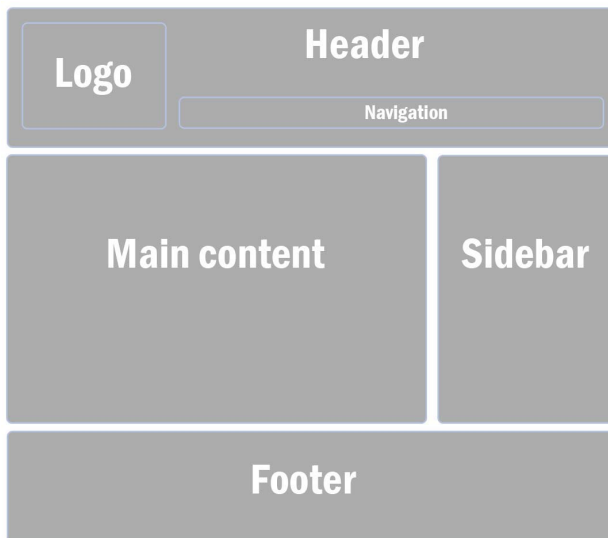 Header
Logo
Navigation
Main content
Sidebar
Footer